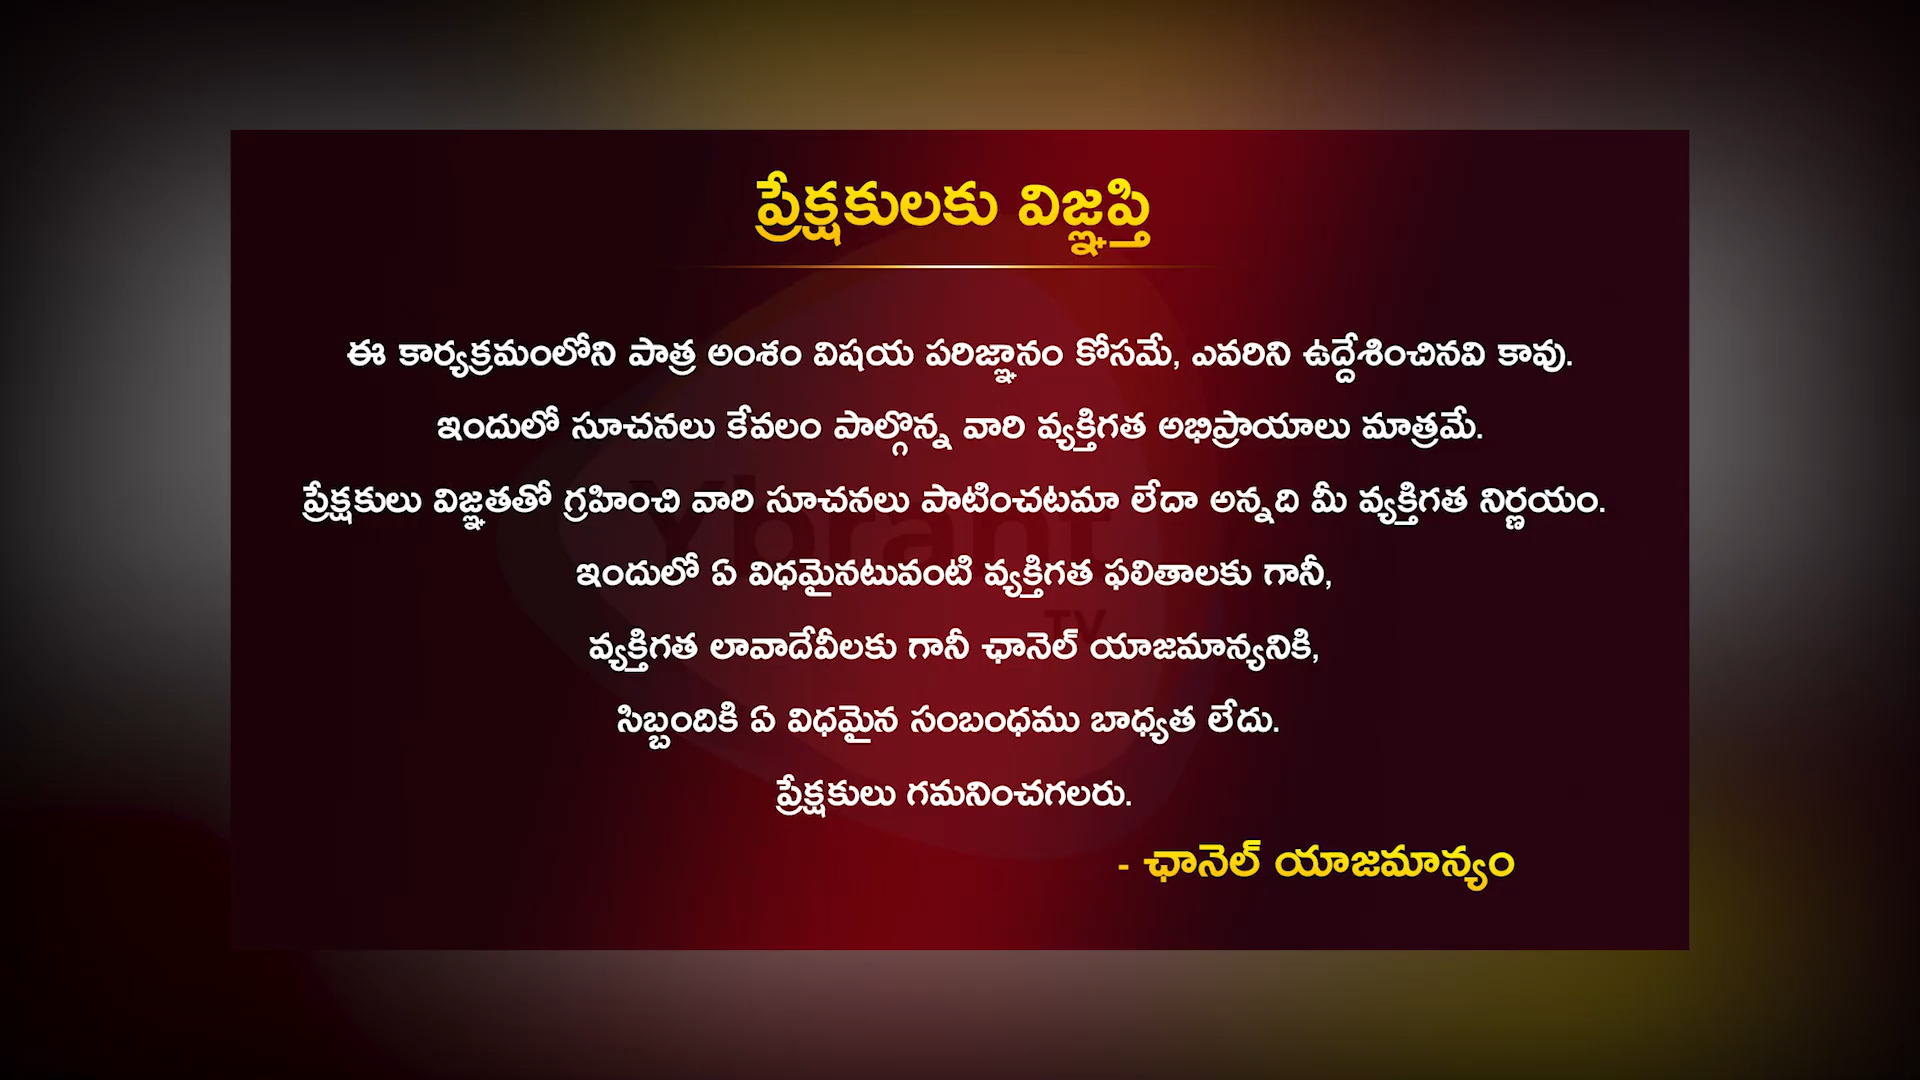 ప్రేక్షకులకు విజ్ఞప్తి
ఈ కార్యక్రమంలోని పాత్ర అంశం విషయ పరిజ్ఞానం కోసమే, ఎవరిని ఉద్దేశించినవి కావు.
ఇందులో సూచనలు కేవలం పాల్గొన్న వారి వ్యక్తిగత అభిప్రాయాలు మాత్రమే.
ప్రేక్షకులు విజ్ఞతతో గ్రహించి వారి సూచనలు పాటించటమా లేదా అన్నది మీ వ్యక్తిగత నిర్ణయం.
Ybrant
ఇందులో ఏ విధమైనటువంటి వ్యక్తిగత ఫలితాలకు గానీ,
TV
వ్యక్తిగత లావాదేవీలకు గానీ ఛానెల్ యాజమాన్యనికి,
సిబ్బందికి ఏ విధమైన సంబంధము బాధ్యత లేదు.
ప్రేక్షకులు గమనించగలరు.
- ఛానెల్ యాజమాన్యం